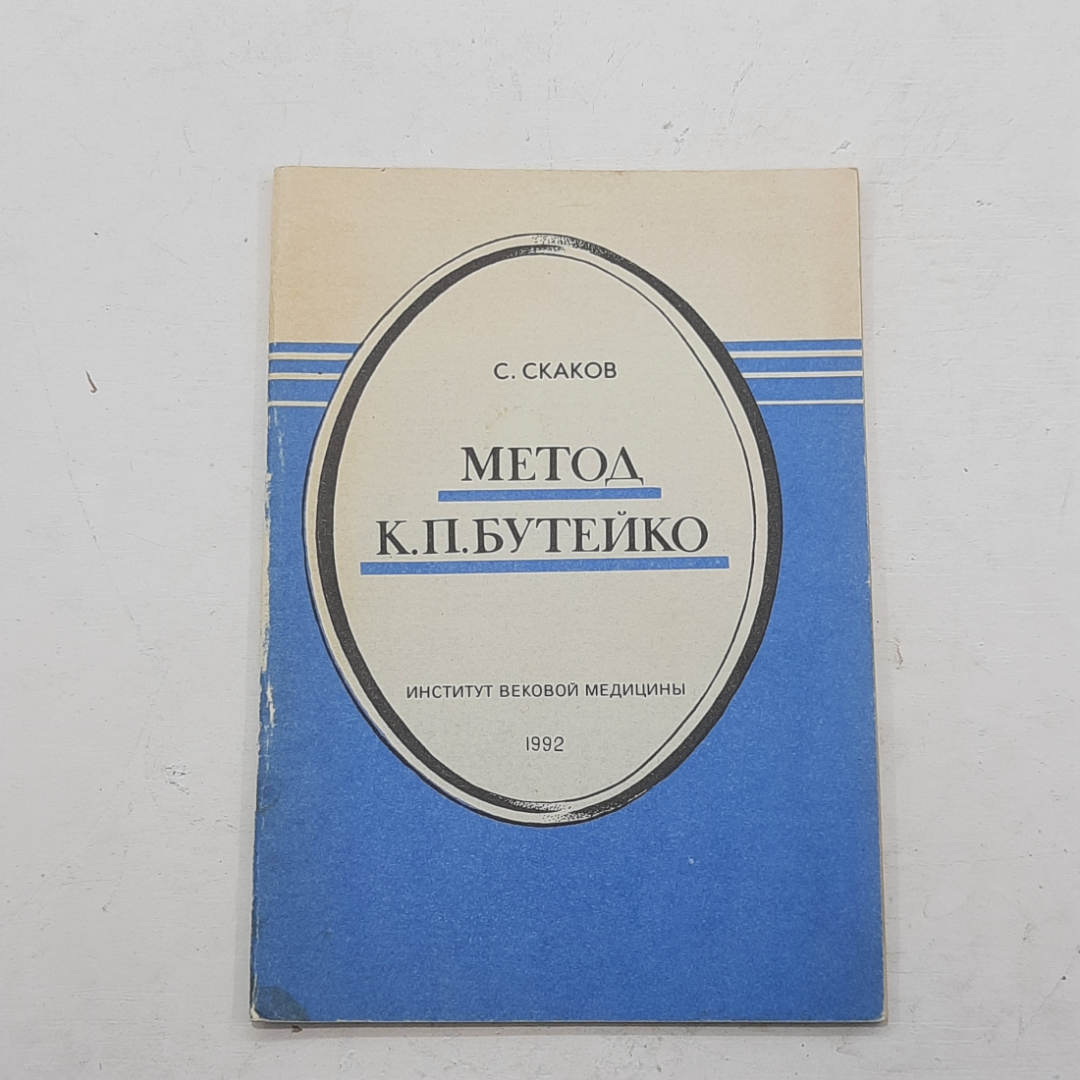 С. СКАКОВ
МЕТОД
К.П.БУТЕЙКО
ИНСТИТУТ ВЕКОВОЙ МЕДИЦИНЫ
1992